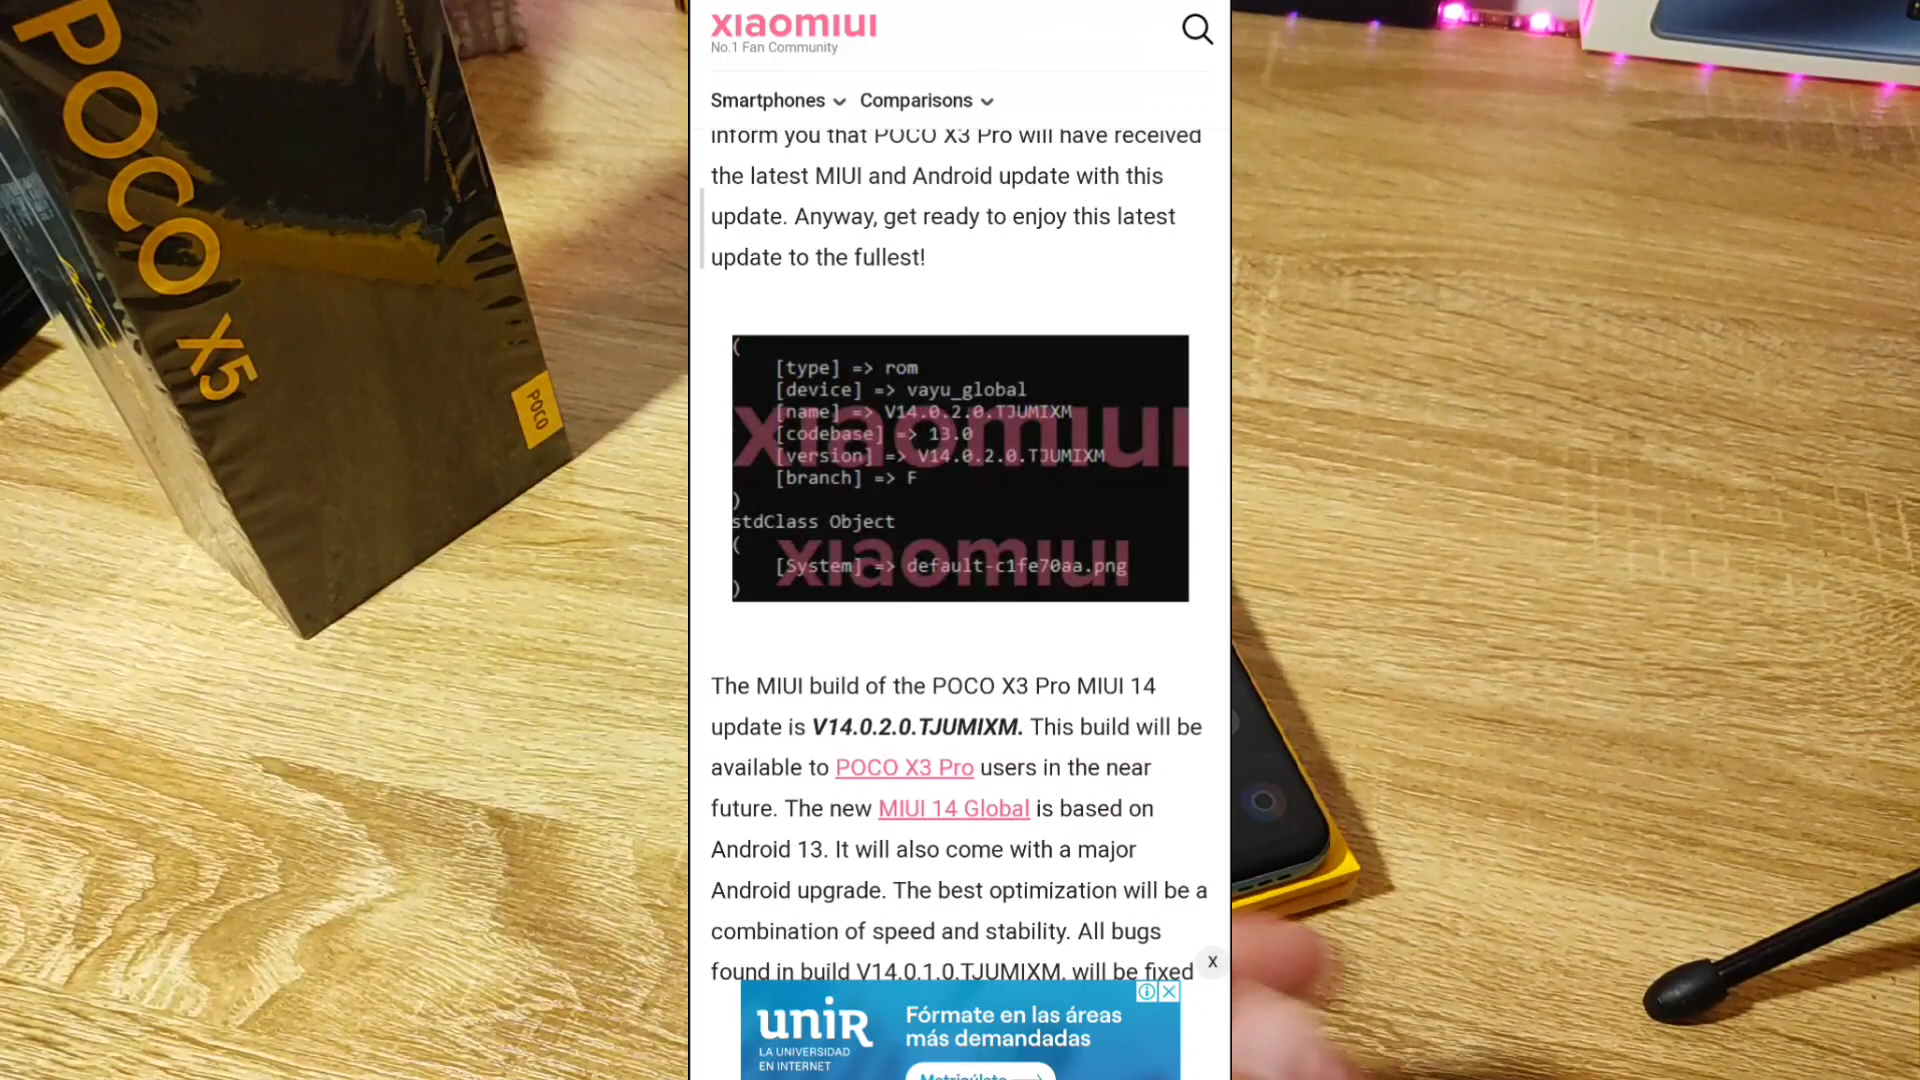 POCO X5
POCO
xiaomiui
No.1 Fan Community
Smartphones
Comparisons
inform you that POCO X3 Pro will have received
the latest MIUI and Android update with this
update. Anyway, get ready to enjoy this latest
update to the fullest!
(
[type] => rom
[device] => vayu_global
[name] => V14.0.2.0.TJUMIXM
[codebase] => 13.0
[version] => V14.0.2.0.TJUMIXM
[branch] => F
)
stdClass Object
(
[System] => default-c1fe70aa.png
)
xiaomiui
xiaomiui
The MIUI build of the POCO X3 Pro MIUI 14
update is V14.0.2.0.TJUMIXM. This build will be
available to POCO X3 Pro users in the near
future. The new MIUI 14 Global is based on
Android 13. It will also come with a major
Android upgrade. The best optimization will be a
combination of speed and stability. All bugs
found in build V14.0.1.0.TJUMIXM. will be fixed
X
unir
LA UNIVERSIDAD
EN INTERNET
Fórmate en las áreas
más demandadas
Matricúlate